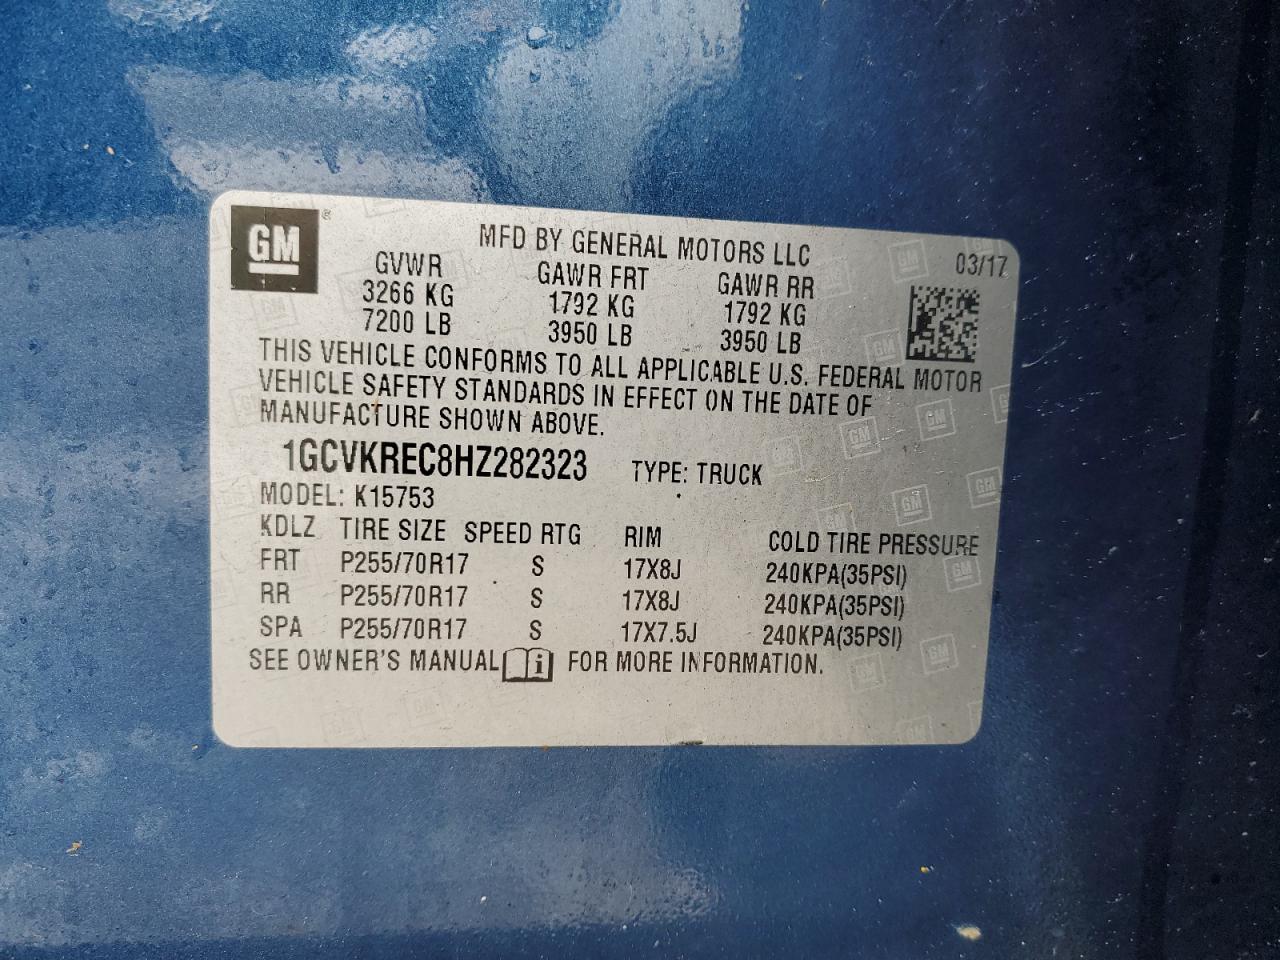 GM ®
MFD BY GENERAL MOTORS LLC
03/17
GVWR GAWR FRT GAWR RR
3266 KG 1792 KG 1792 KG
7200 LB 3950 LB 3950 LB
THIS VEHICLE CONFORMS TO ALL APPLICABLE U.S. FEDERAL MOTOR
VEHICLE SAFETY STANDARDS IN EFFECT ON THE DATE OF
MANUFACTURE SHOWN ABOVE.
1GCVKREC8HZ282323 TYPE: TRUCK
MODEL: K15753
KDLZ TIRE SIZE SPEED RTG RIM COLD TIRE PRESSURE
FRT P255/70R17 S 17X8J 240KPA(35PSI)
RR P255/70R17 S 17X8J 240KPA(35PSI)
SPA P255/70R17 S 17X7.5J 240KPA(35PSI)
SEE OWNER'S MANUAL i FOR MORE INFORMATION.